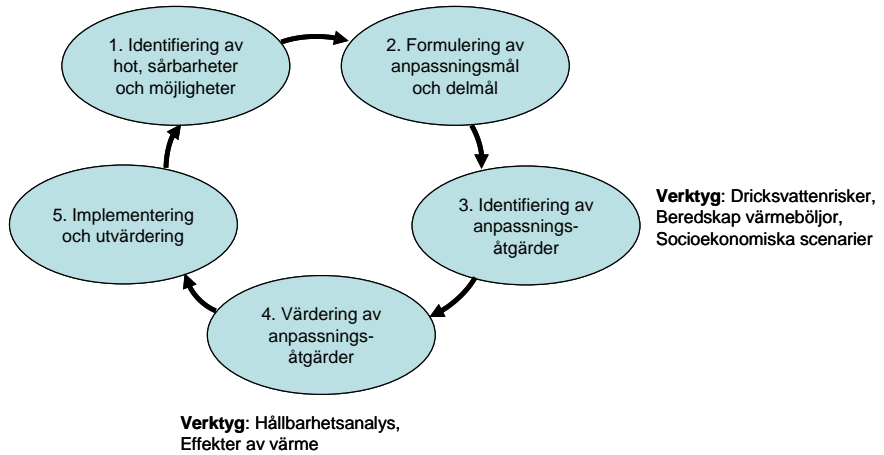 1. Identifiering av
hot, sårbarheter
och möjligheter
2. Formulering av
anpassningsmål
och delmål
3. Identifiering av
anpassnings-
åtgärder
Verktyg: Dricksvattenrisker,
Beredskap värmeböljor,
Socioekonomiska scenarier
4. Värdering av
anpassnings-
åtgärder
Verktyg: Hållbarhetsanalys,
Effekter av värme
5. Implementering
och utvärdering